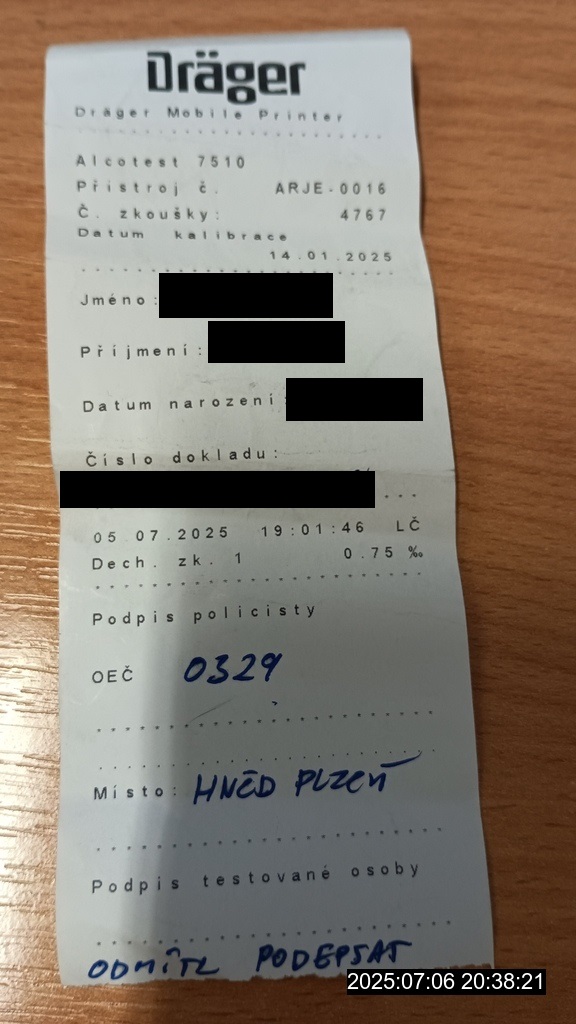 Dräger
Dräger Mobile Printer
Alcotest 7510
Přístroj č. ARJE-0016
Č. zkoušky: 4767
Datum kalibrace
14.01.2025
Jméno:
Příjmení:
Datum narození:
Číslo dokladu:
05.07.2025 19:01:46 LČ
Dech. zk. 1 0.75 ‰
Podpis policisty
OEČ 0329
Místo: HNĚD PLZEŇ
Podpis testované osoby
ODMÍTL PODEPSAT
2025:07:06 20:38:21